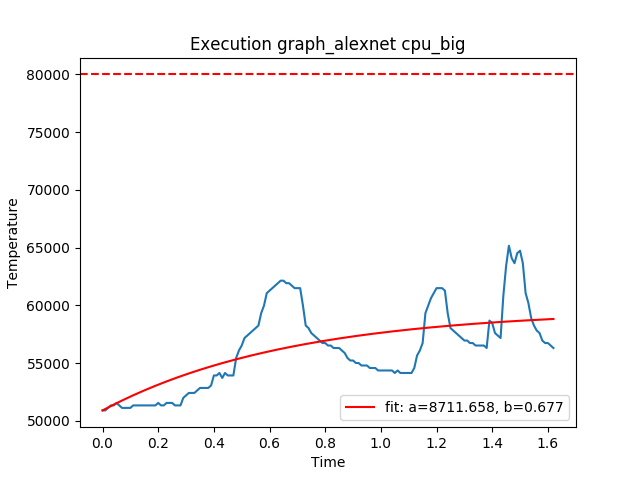 Execution graph_alexnet cpu_big
80000
75000
70000
65000
60000
55000
50000
Temperature
fit: a=8711.658, b=0.677
0.0 0.2 0.4 0.6 0.8 1.0 1.2 1.4 1.6
Time